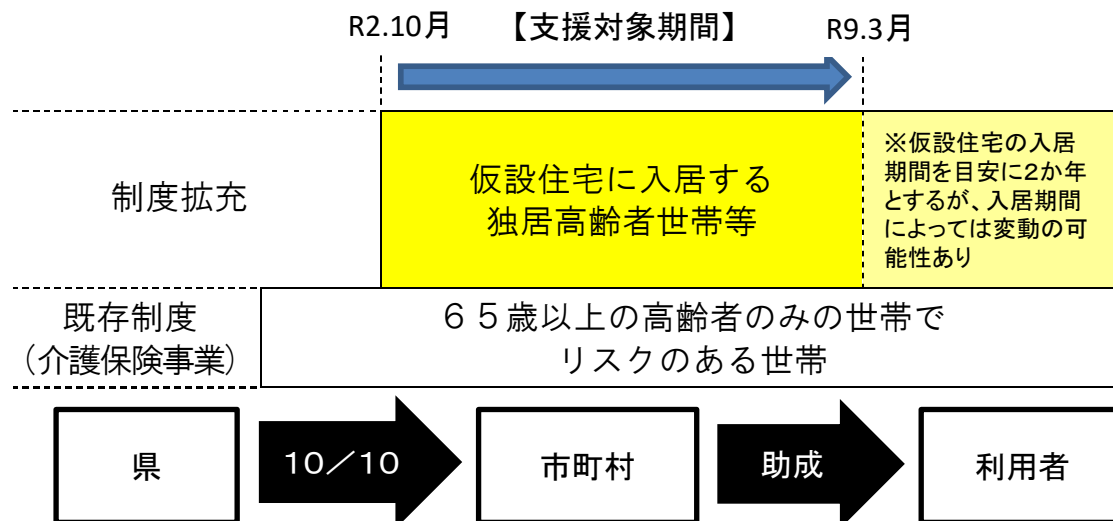 R2.10月 【支援対象期間】 R9.3月
制度拡充
仮設住宅に入居する
独居高齢者世帯等
※仮設住宅の入居
期間を目安に2か年
とするが、入居期間
によっては変動の可
能性あり
既存制度
（介護保険事業）
６５歳以上の高齢者のみの世帯で
リスクのある世帯
県
１０／１０
市町村
助成
利用者